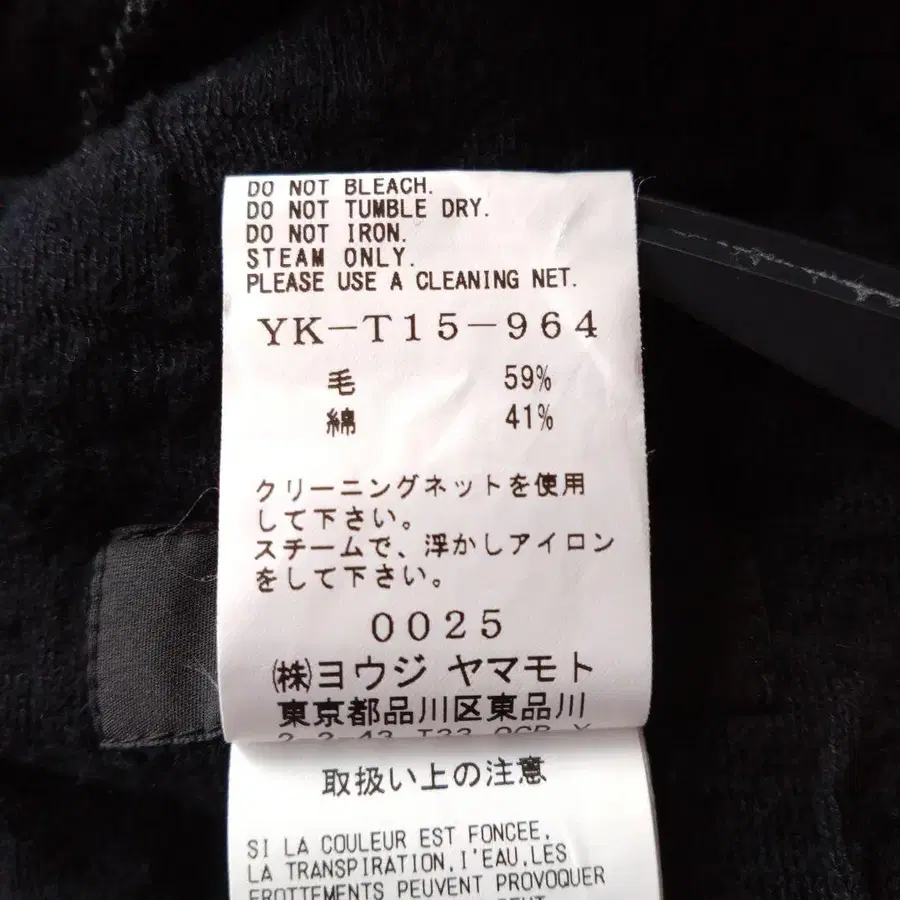 DO NOT BLEACH.
DO NOT TUMBLE DRY.
DO NOT IRON.
STEAM ONLY.
PLEASE USE A CLEANING NET.
YK-T15-964
毛 59%
綿 41%
クリーニングネットを使用
して下さい。
スチームで、浮かしアイロン
をして下さい。
0025
㈱ヨウジ ヤマモト
東京都品川区東品川
2-2-43 T33
取扱い上の注意
SI LA COULEUR EST FONCEE,
LA TRANSPIRATION,I'EAU,LES
FROTTEMENTS PEUVENT PROVOQUER